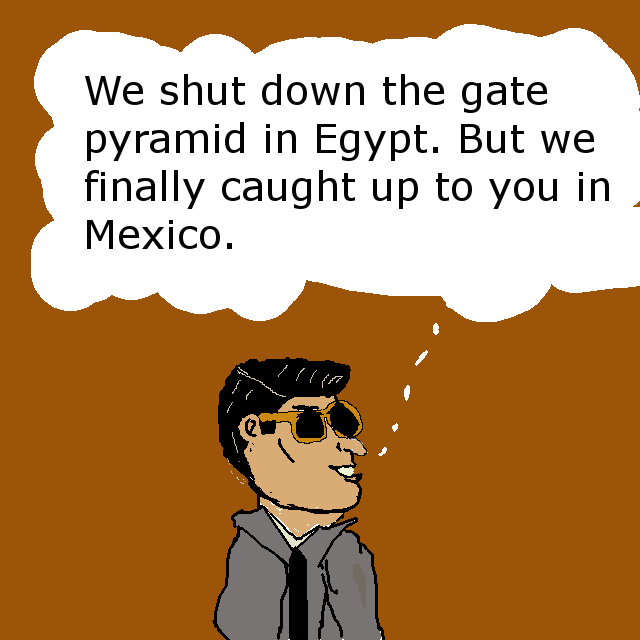 We shut down the gate
pyramid in Egypt. But we
finally caught up to you in
Mexico.